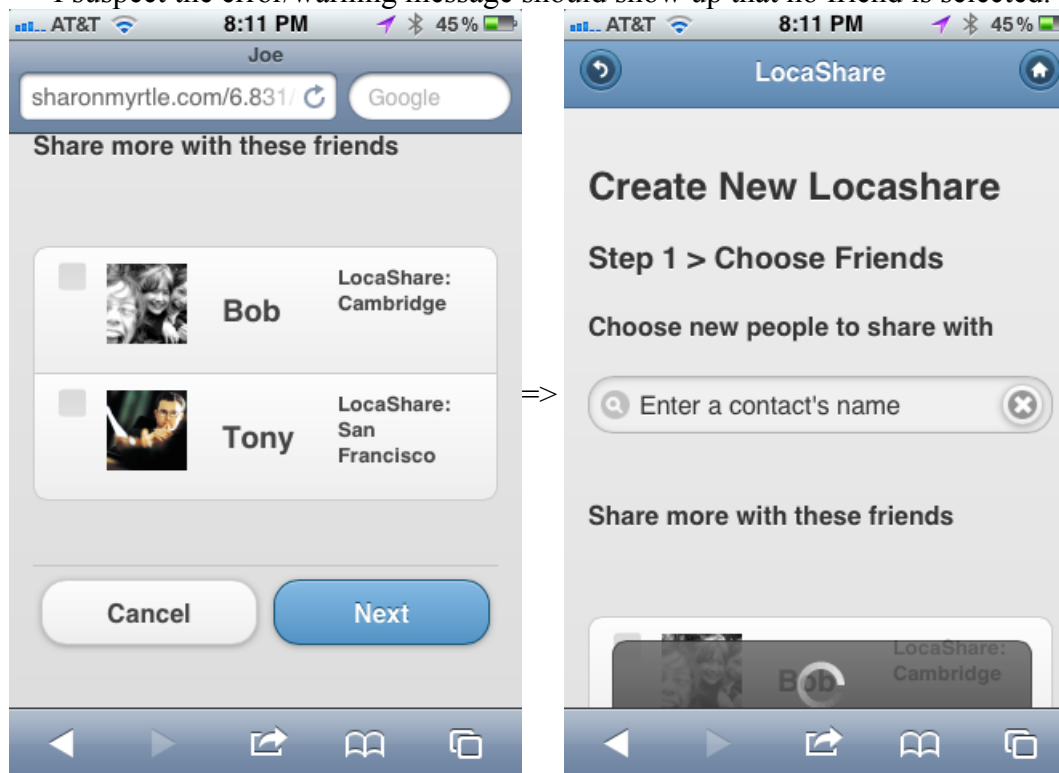 I suspect the error/warning message should show up that no friend is selected.
AT&T 8:11 PM 45%
Joe
sharonmyrtle.com/6.831/ Google
Share more with these friends
Bob
LocaShare:
Cambridge
Tony
LocaShare:
San
Francisco
Cancel Next
=>
AT&T 8:11 PM 45%
LocaShare
Create New Locashare
Step 1 > Choose Friends
Choose new people to share with
Enter a contact's name
Share more with these friends
Bob
LocaShare:
Cambridge